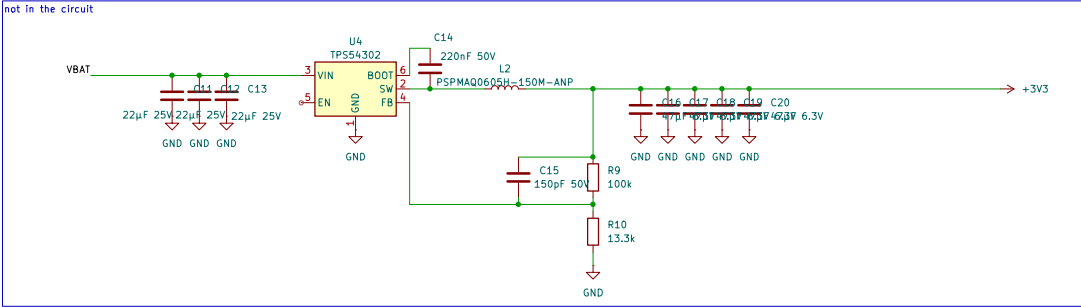 not in the circuit
VBAT
U4
TPS54302
3 VIN
BOOT 6
SW 2
5 EN
FB 4
GND
1
GND
C14
220nF 50V
L2
PSPMAQ0605H-150M-ANP
C11 C12 C13
22µF 25V 22µF 25V 22µF 25V
GND GND GND
C16 C17 C18 C19 C20
47µF 6.3V
+3V3
GND GND GND GND GND
C15
150pF 50V
R9
100k
R10
13.3k
GND